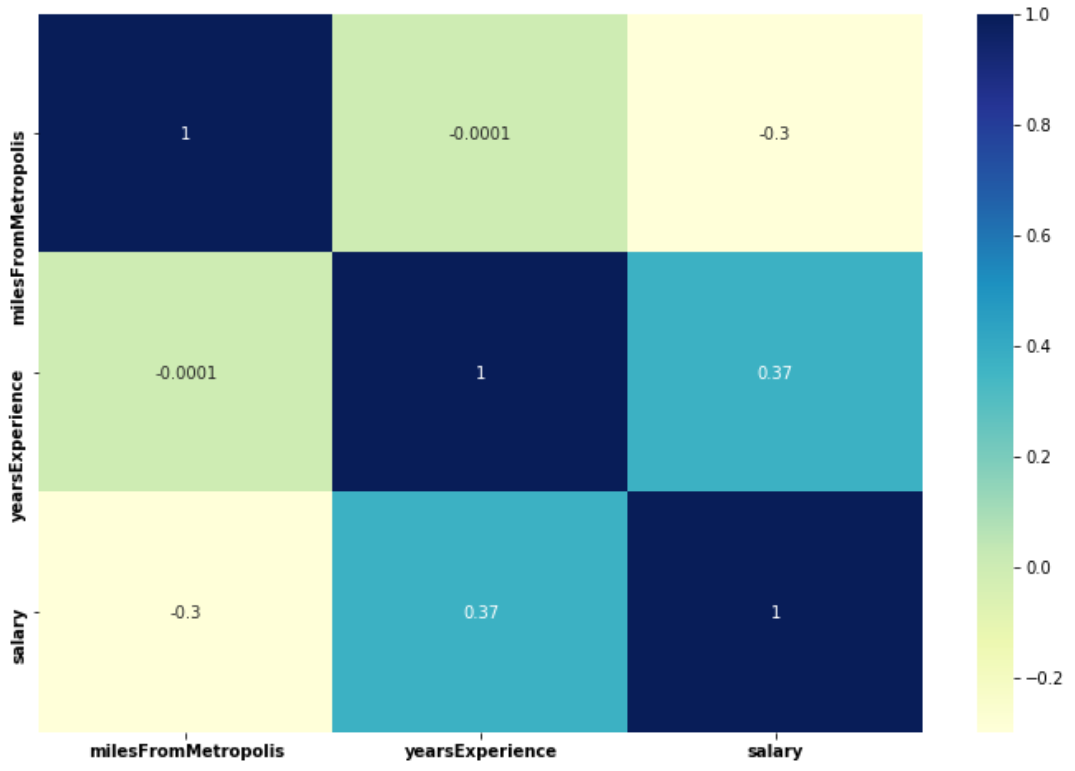 milesFromMetropolis
1
-0.0001
-0.3
yearsExperience
-0.0001
1
0.37
salary
-0.3
0.37
1
milesFromMetropolis
yearsExperience
salary
1.0
0.8
0.6
0.4
0.2
0.0
−0.2